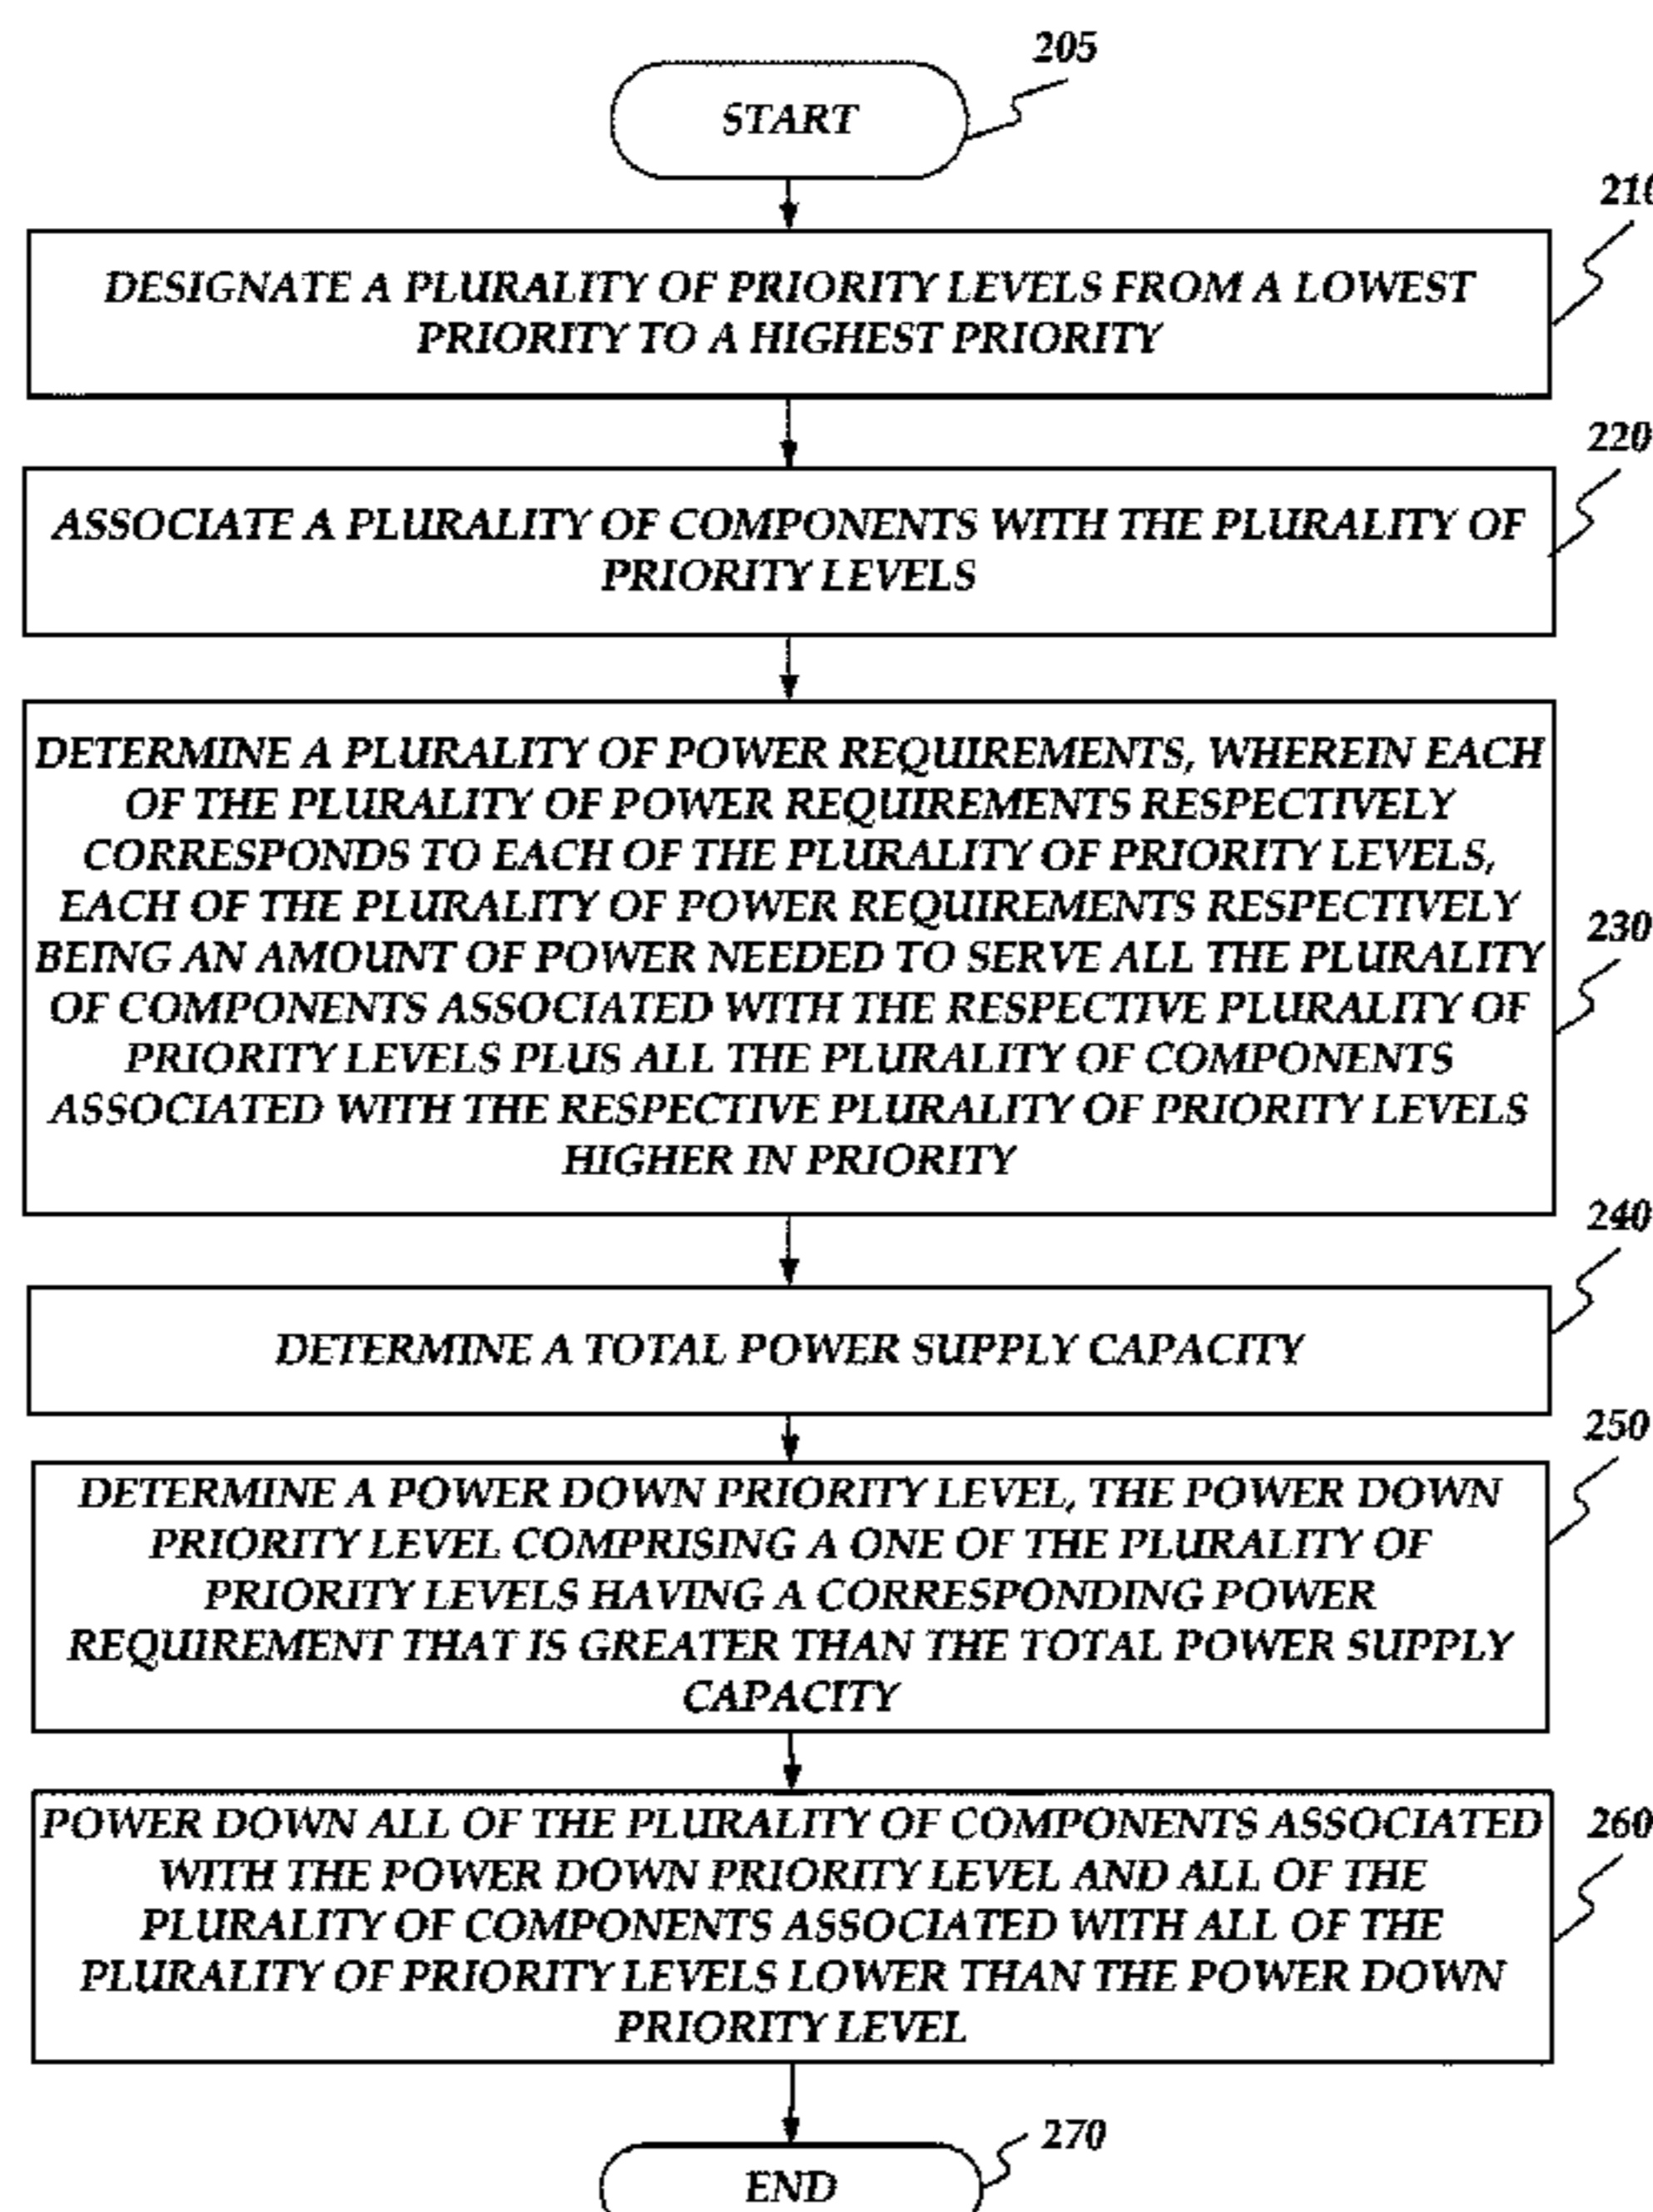 205
START
210
DESIGNATE A PLURALITY OF PRIORITY LEVELS FROM A LOWEST
PRIORITY TO A HIGHEST PRIORITY
220
ASSOCIATE A PLURALITY OF COMPONENTS WITH THE PLURALITY OF
PRIORITY LEVELS
DETERMINE A PLURALITY OF POWER REQUIREMENTS, WHEREIN EACH
OF THE PLURALITY OF POWER REQUIREMENTS RESPECTIVELY
CORRESPONDS TO EACH OF THE PLURALITY OF PRIORITY LEVELS,
EACH OF THE PLURALITY OF POWER REQUIREMENTS RESPECTIVELY
230
BEING AN AMOUNT OF POWER NEEDED TO SERVE ALL THE PLURALITY
OF COMPONENTS ASSOCIATED WITH THE RESPECTIVE PLURALITY OF
PRIORITY LEVELS PLUS ALL THE PLURALITY OF COMPONENTS
ASSOCIATED WITH THE RESPECTIVE PLURALITY OF PRIORITY LEVELS
HIGHER IN PRIORITY
240
DETERMINE A TOTAL POWER SUPPLY CAPACITY
250
DETERMINE A POWER DOWN PRIORITY LEVEL, THE POWER DOWN
PRIORITY LEVEL COMPRISING A ONE OF THE PLURALITY OF
PRIORITY LEVELS HAVING A CORRESPONDING POWER
REQUIREMENT THAT IS GREATER THAN THE TOTAL POWER SUPPLY
CAPACITY
POWER DOWN ALL OF THE PLURALITY OF COMPONENTS ASSOCIATED
260
WITH THE POWER DOWN PRIORITY LEVEL AND ALL OF THE
PLURALITY OF COMPONENTS ASSOCIATED WITH ALL OF THE
PLURALITY OF PRIORITY LEVELS LOWER THAN THE POWER DOWN
PRIORITY LEVEL
270
END